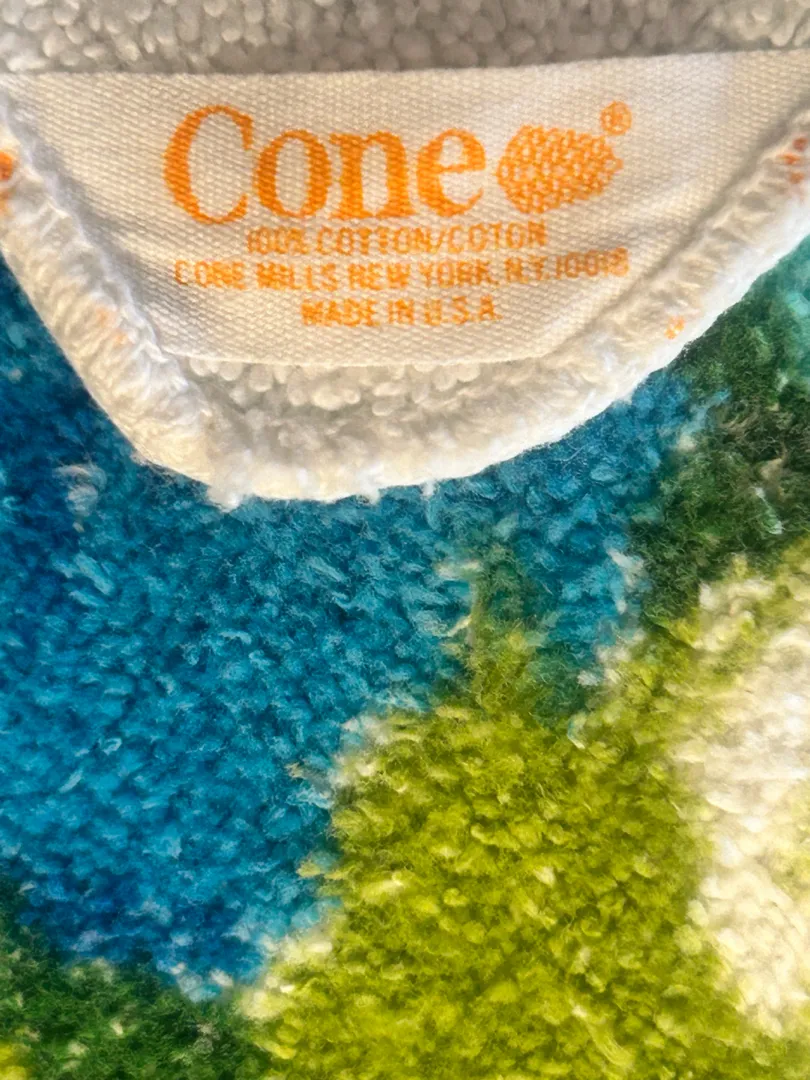 Cone®
100% COTTON/COTON
CONE MILLS NEW YORK, N.Y. 10018
MADE IN U.S.A.